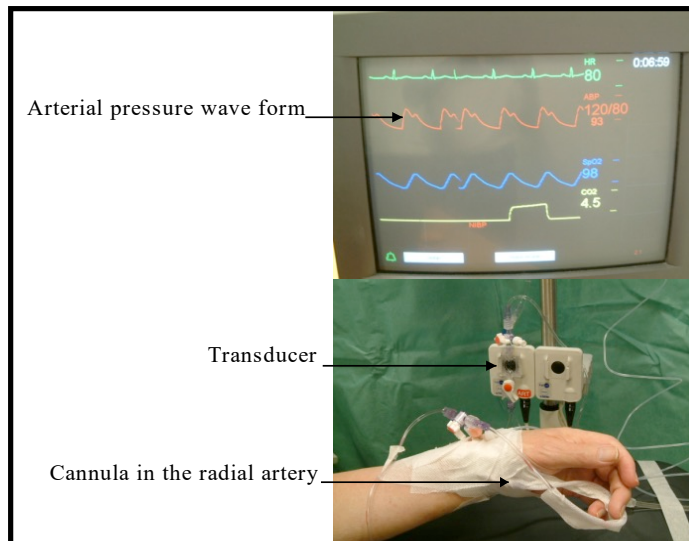 HR
80
0:06:59
Arterial pressure wave form
ABP
120/80
93
SpO2
98
CO2
4.5
NIBP
Transducer
ART
Cannula in the radial artery